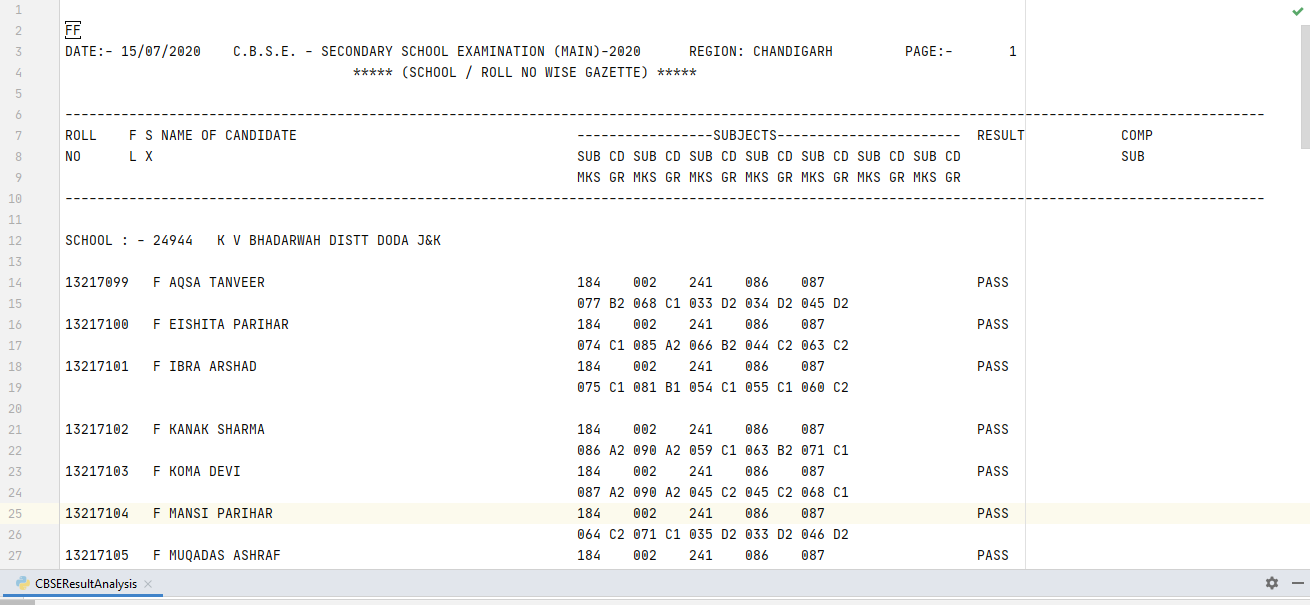 1
2 FF
3 DATE:- 15/07/2020    C.B.S.E. - SECONDARY SCHOOL EXAMINATION (MAIN)-2020      REGION: CHANDIGARH         PAGE:-       1
4                                     ***** (SCHOOL / ROLL NO WISE GAZETTE) *****
5
6 ------------------------------------------------------------------------------------------------------------------------------------------------------
7 ROLL    F S NAME OF CANDIDATE                                   -----------------SUBJECTS-----------------------  RESULT            COMP
8 NO      L X                                                     SUB CD SUB CD SUB CD SUB CD SUB CD SUB CD SUB CD                    SUB
9                                                                 MKS GR MKS GR MKS GR MKS GR MKS GR MKS GR MKS GR
10 ------------------------------------------------------------------------------------------------------------------------------------------------------
11
12 SCHOOL : - 24944   K V BHADARWAH DISTT DODA J&K
13
14 13217099   F AQSA TANVEER                                       184    002    241    086    087                   PASS
15                                                                 077 B2 068 C1 033 D2 034 D2 045 D2
16 13217100   F EISHITA PARIHAR                                    184    002    241    086    087                   PASS
17                                                                 074 C1 085 A2 066 B2 044 C2 063 C2
18 13217101   F IBRA ARSHAD                                        184    002    241    086    087                   PASS
19                                                                 075 C1 081 B1 054 C1 055 C1 060 C2
20
21 13217102   F KANAK SHARMA                                       184    002    241    086    087                   PASS
22                                                                 086 A2 090 A2 059 C1 063 B2 071 C1
23 13217103   F KOMA DEVI                                          184    002    241    086    087                   PASS
24                                                                 087 A2 090 A2 045 C2 045 C2 068 C1
25 13217104   F MANSI PARIHAR                                      184    002    241    086    087                   PASS
26                                                                 064 C2 071 C1 035 D2 033 D2 046 D2
27 13217105   F MUQADAS ASHRAF                                     184    002    241    086    087                   PASS
CBSEResultAnalysis